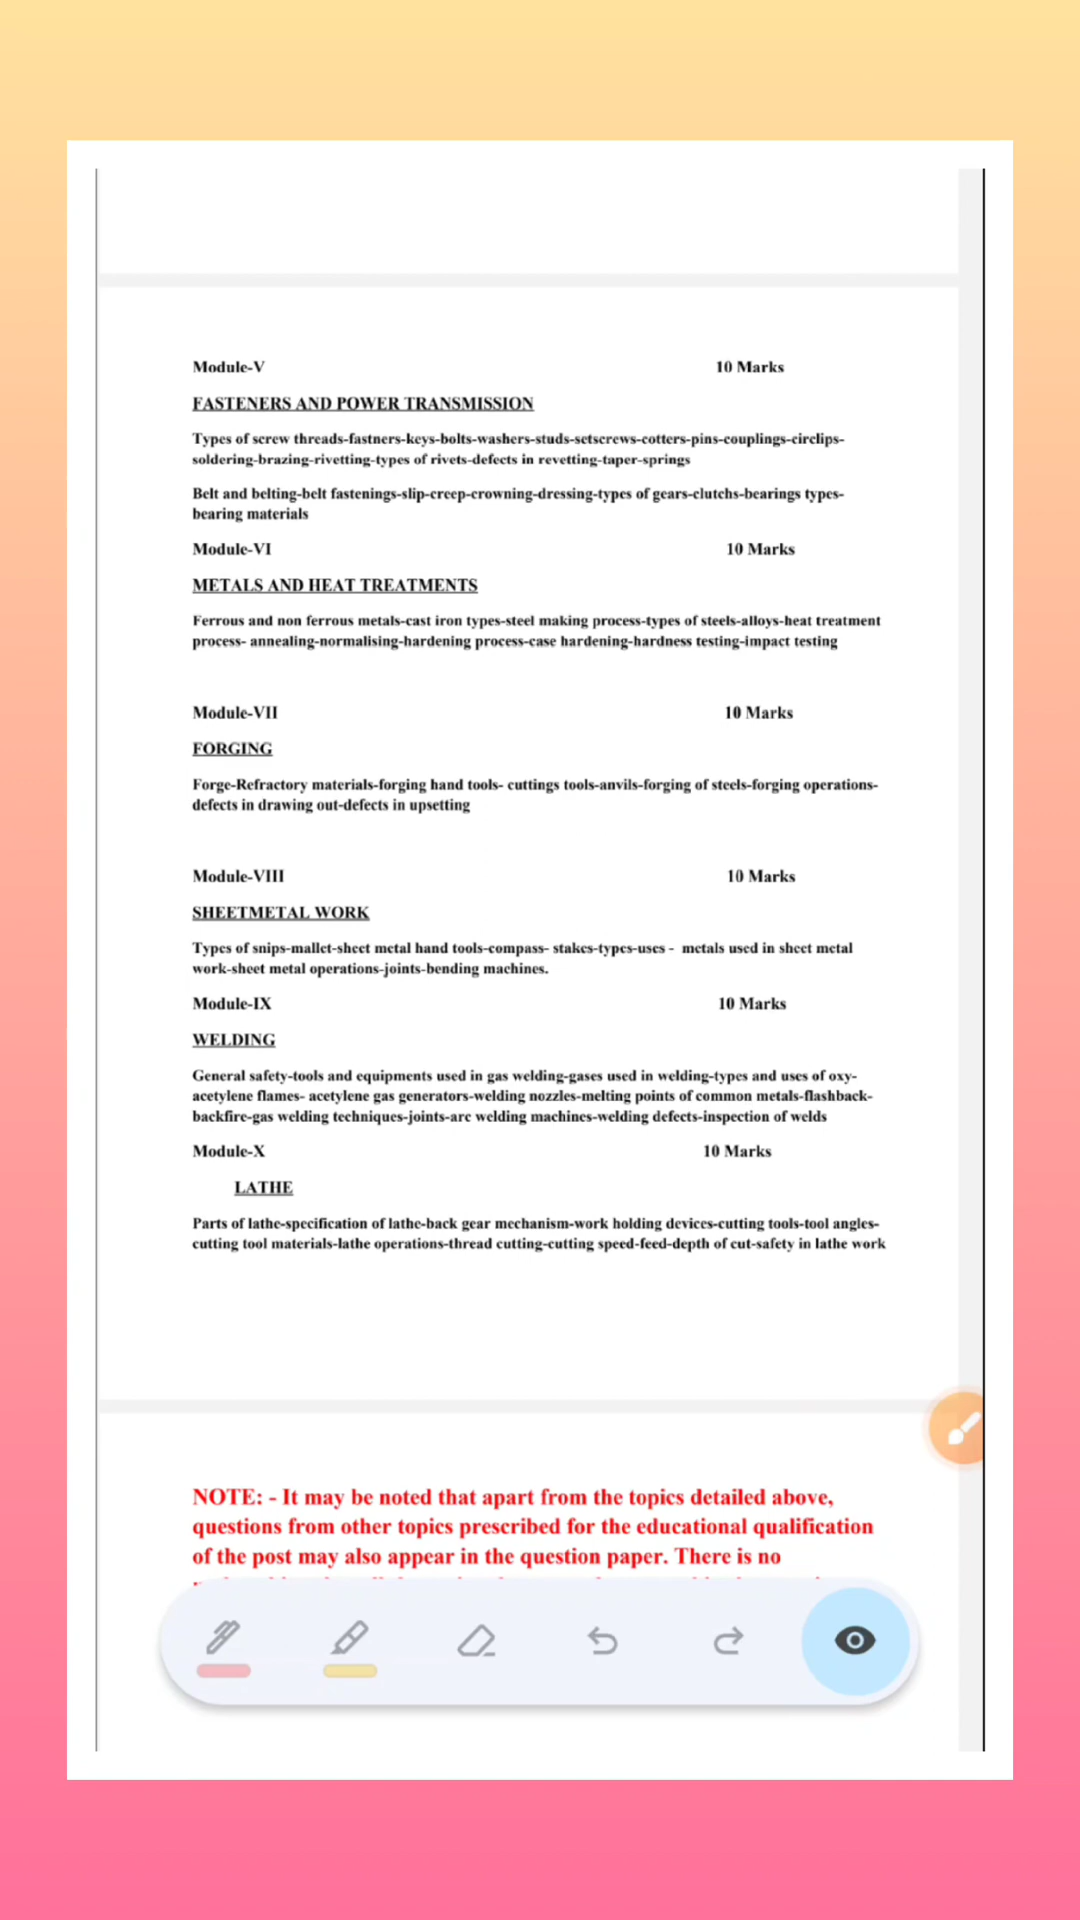 Module-V 10 Marks
FASTENERS AND POWER TRANSMISSION
Types of screw threads-fastners-keys-bolts-washers-studs-setscrews-cotters-pins-couplings-circlips-
soldering-brazing-rivetting-types of rivets-defects in revetting-taper-springs
Belt and belting-belt fastenings-slip-creep-crowning-dressing-types of gears-clutchs-bearings types-
bearing materials
Module-VI 10 Marks
METALS AND HEAT TREATMENTS
Ferrous and non ferrous metals-cast iron types-steel making process-types of steels-alloys-heat treatment
process- annealing-normalising-hardening process-case hardening-hardness testing-impact testing
Module-VII 10 Marks
FORGING
Forge-Refractory materials-forging hand tools- cuttings tools-anvils-forging of steels-forging operations-
defects in drawing out-defects in upsetting
Module-VIII 10 Marks
SHEETMETAL WORK
Types of snips-mallet-sheet metal hand tools-compass- stakes-types-uses - metals used in sheet metal
work-sheet metal operations-joints-bending machines.
Module-IX 10 Marks
WELDING
General safety-tools and equipments used in gas welding-gases used in welding-types and uses of oxy-
acetylene flames- acetylene gas generators-welding nozzles-melting points of common metals-flashback-
backfire-gas welding techniques-joints-arc welding machines-welding defects-inspection of welds
Module-X 10 Marks
LATHE
Parts of lathe-specification of lathe-back gear mechanism-work holding devices-cutting tools-tool angles-
cutting tool materials-lathe operations-thread cutting-cutting speed-feed-depth of cut-safety in lathe work
NOTE: - It may be noted that apart from the topics detailed above,
questions from other topics prescribed for the educational qualification
of the post may also appear in the question paper. There is no